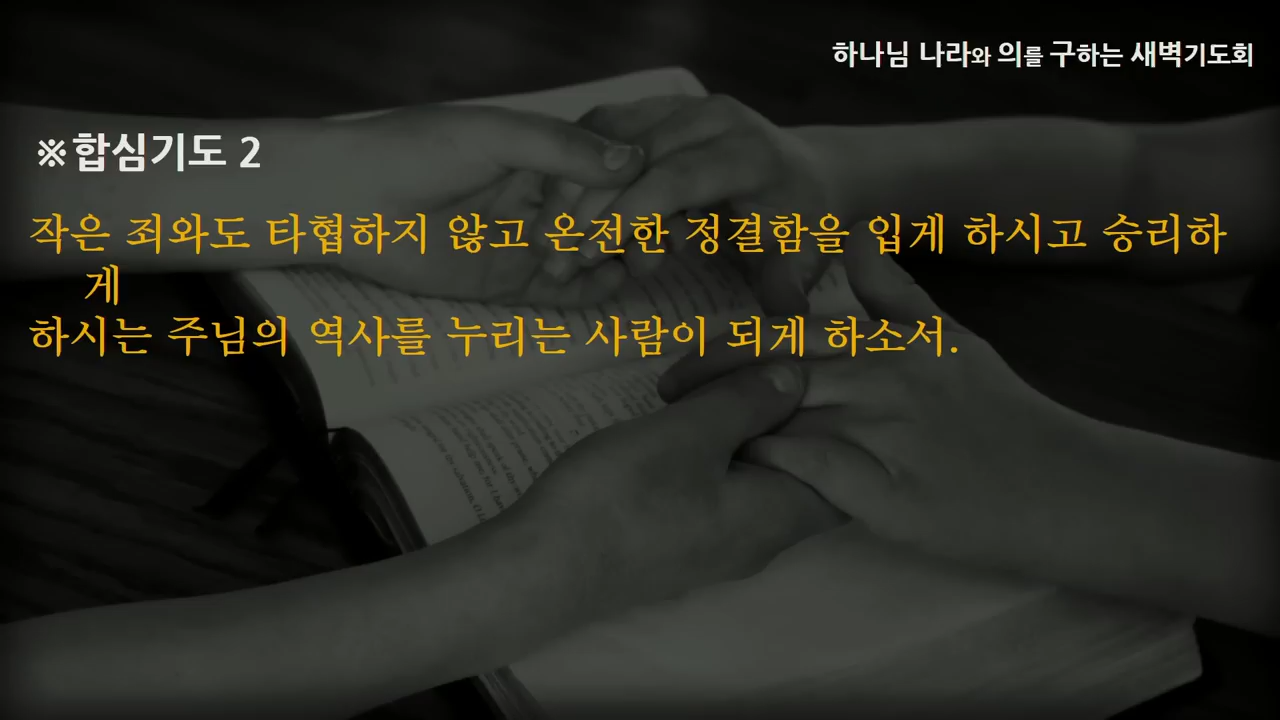 하나님 나라와 의를 구하는 새벽기도회
※합심기도 2
작은 죄와도 타협하지 않고 온전한 정결함을 입게 하시고 승리하
게
하시는 주님의 역사를 누리는 사람이 되게 하소서.